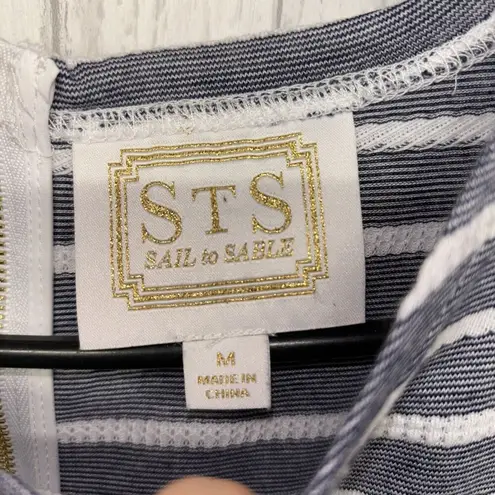 STS
SAIL to SABLE
M
MADE IN
CHINA